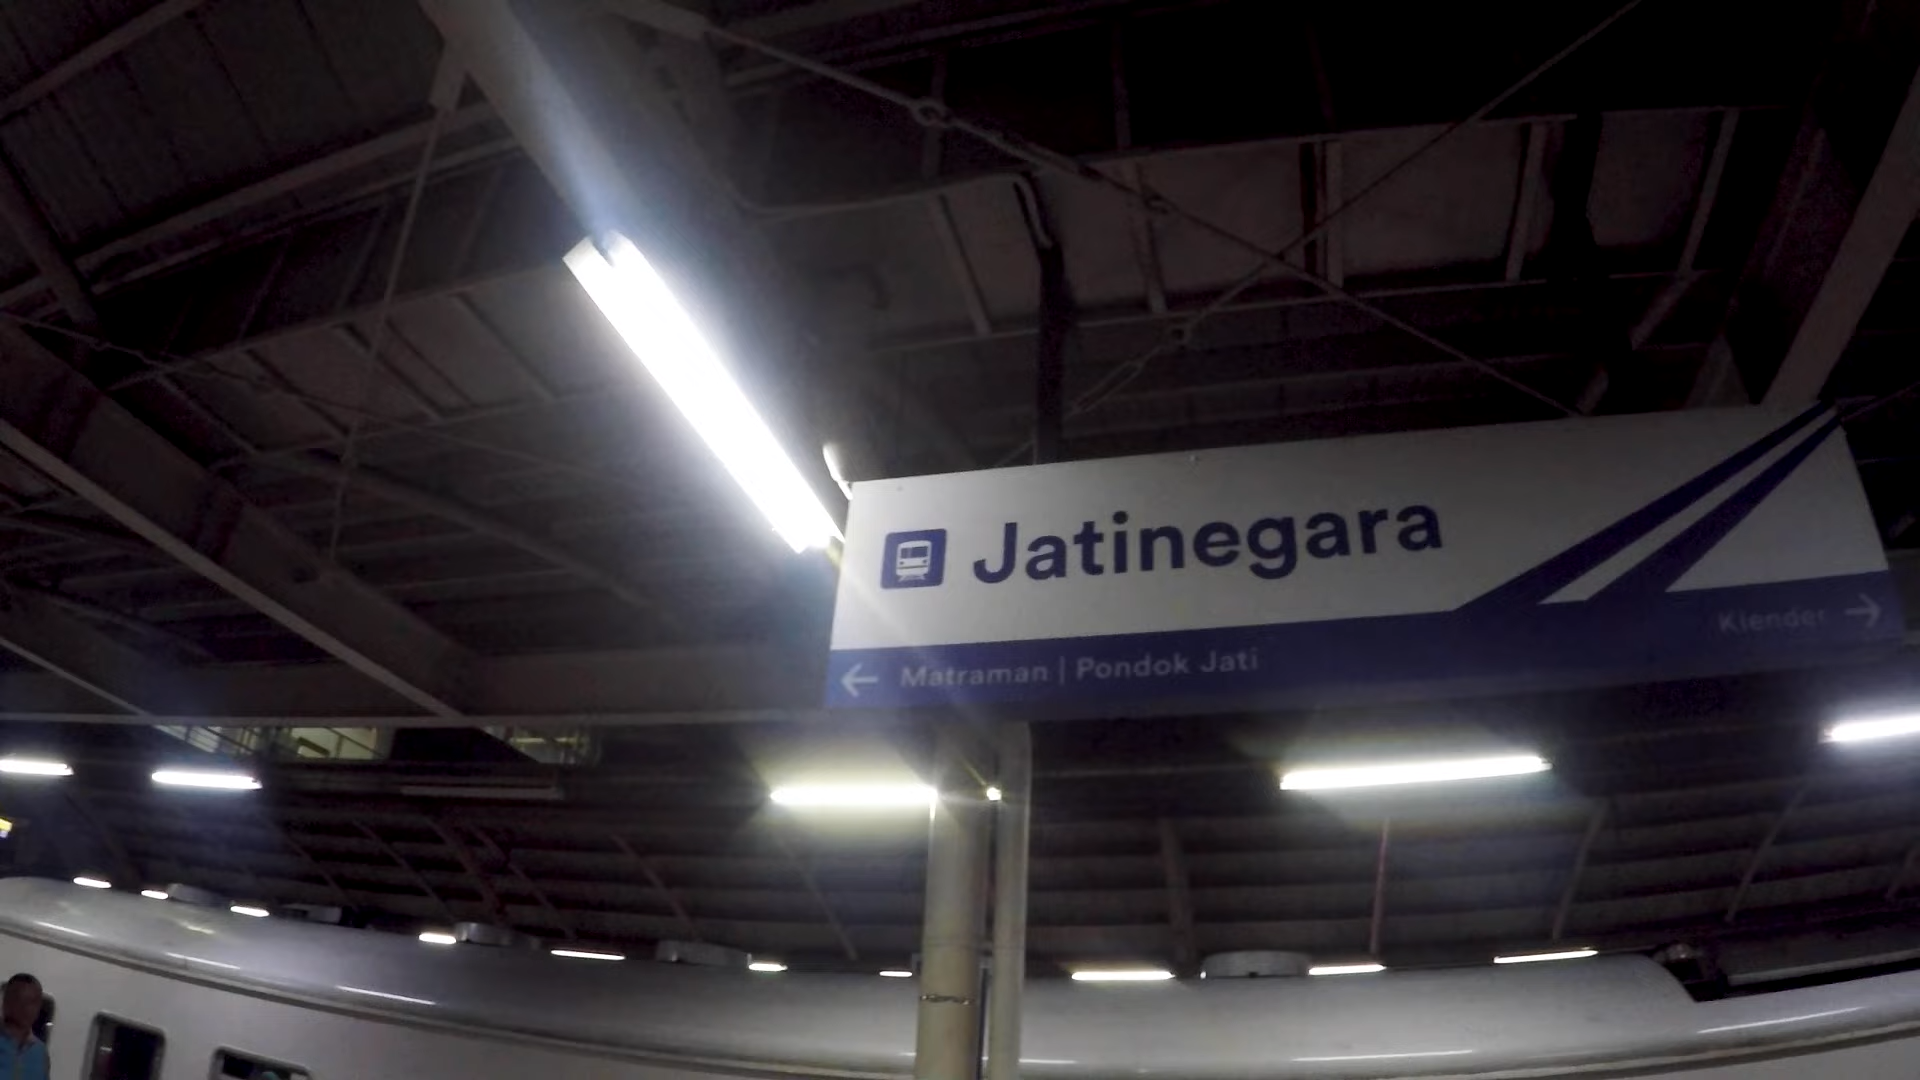 Jatinegara
← Matraman | Pondok Jati
Klender →